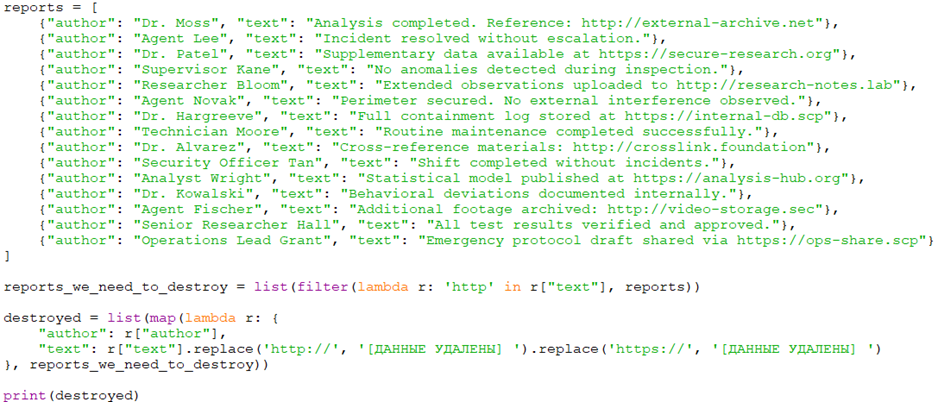 reports = [
    {"author": "Dr. Moss", "text": "Analysis completed. Reference: http://external-archive.net"},
    {"author": "Agent Lee", "text": "Incident resolved without escalation."},
    {"author": "Dr. Patel", "text": "Supplementary data available at https://secure-research.org"},
    {"author": "Supervisor Kane", "text": "No anomalies detected during inspection."},
    {"author": "Researcher Bloom", "text": "Extended observations uploaded to http://research-notes.lab"},
    {"author": "Agent Novak", "text": "Perimeter secured. No external interference observed."},
    {"author": "Dr. Hargreeve", "text": "Full containment log stored at https://internal-db.scp"},
    {"author": "Technician Moore", "text": "Routine maintenance completed successfully."},
    {"author": "Dr. Alvarez", "text": "Cross-reference materials: http://crosslink.foundation"},
    {"author": "Security Officer Tan", "text": "Shift completed without incidents."},
    {"author": "Analyst Wright", "text": "Statistical model published at https://analysis-hub.org"},
    {"author": "Dr. Kowalski", "text": "Behavioral deviations documented internally."},
    {"author": "Agent Fischer", "text": "Additional footage archived: http://video-storage.sec"},
    {"author": "Senior Researcher Hall", "text": "All test results verified and approved."},
    {"author": "Operations Lead Grant", "text": "Emergency protocol draft shared via https://ops-share.scp"}
]
reports_we_need_to_destroy = list(filter(lambda r: 'http' in r["text"], reports))
destroyed = list(map(lambda r: {
    "author": r["author"],
    "text": r["text"].replace('http://', '[ДАННЫЕ УДАЛЕНЫ] ').replace('https://', '[ДАННЫЕ УДАЛЕНЫ] ')
}, reports_we_need_to_destroy))
print(destroyed)